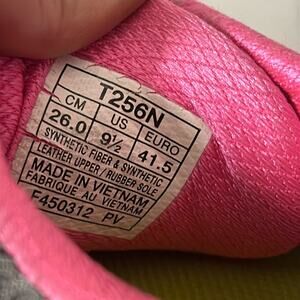 T256N
CM US EURO
26.0 9½ 41.5
SYNTHETIC FIBER & SYNTHETIC
LEATHER UPPER / RUBBER SOLE
MADE IN VIETNAM
FABRIQUE AU VIETNAM
F450312 PV